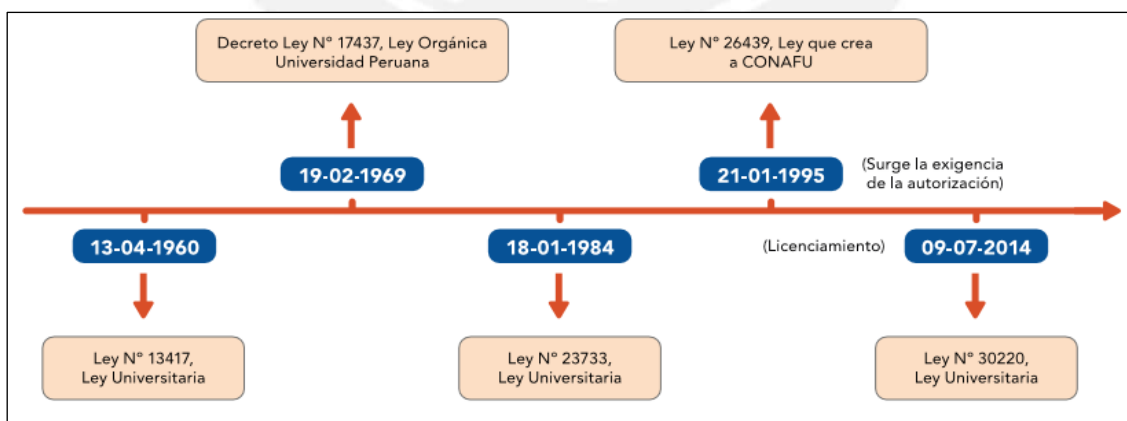 Decreto Ley N° 17437, Ley Orgánica
Universidad Peruana
Ley N° 26439, Ley que crea
a CONAFU
19-02-1969
21-01-1995
(Surge la exigencia
de la autorización)
13-04-1960
18-01-1984
(Licenciamiento)
09-07-2014
Ley N° 13417,
Ley Universitaria
Ley N° 23733,
Ley Universitaria
Ley N° 30220,
Ley Universitaria